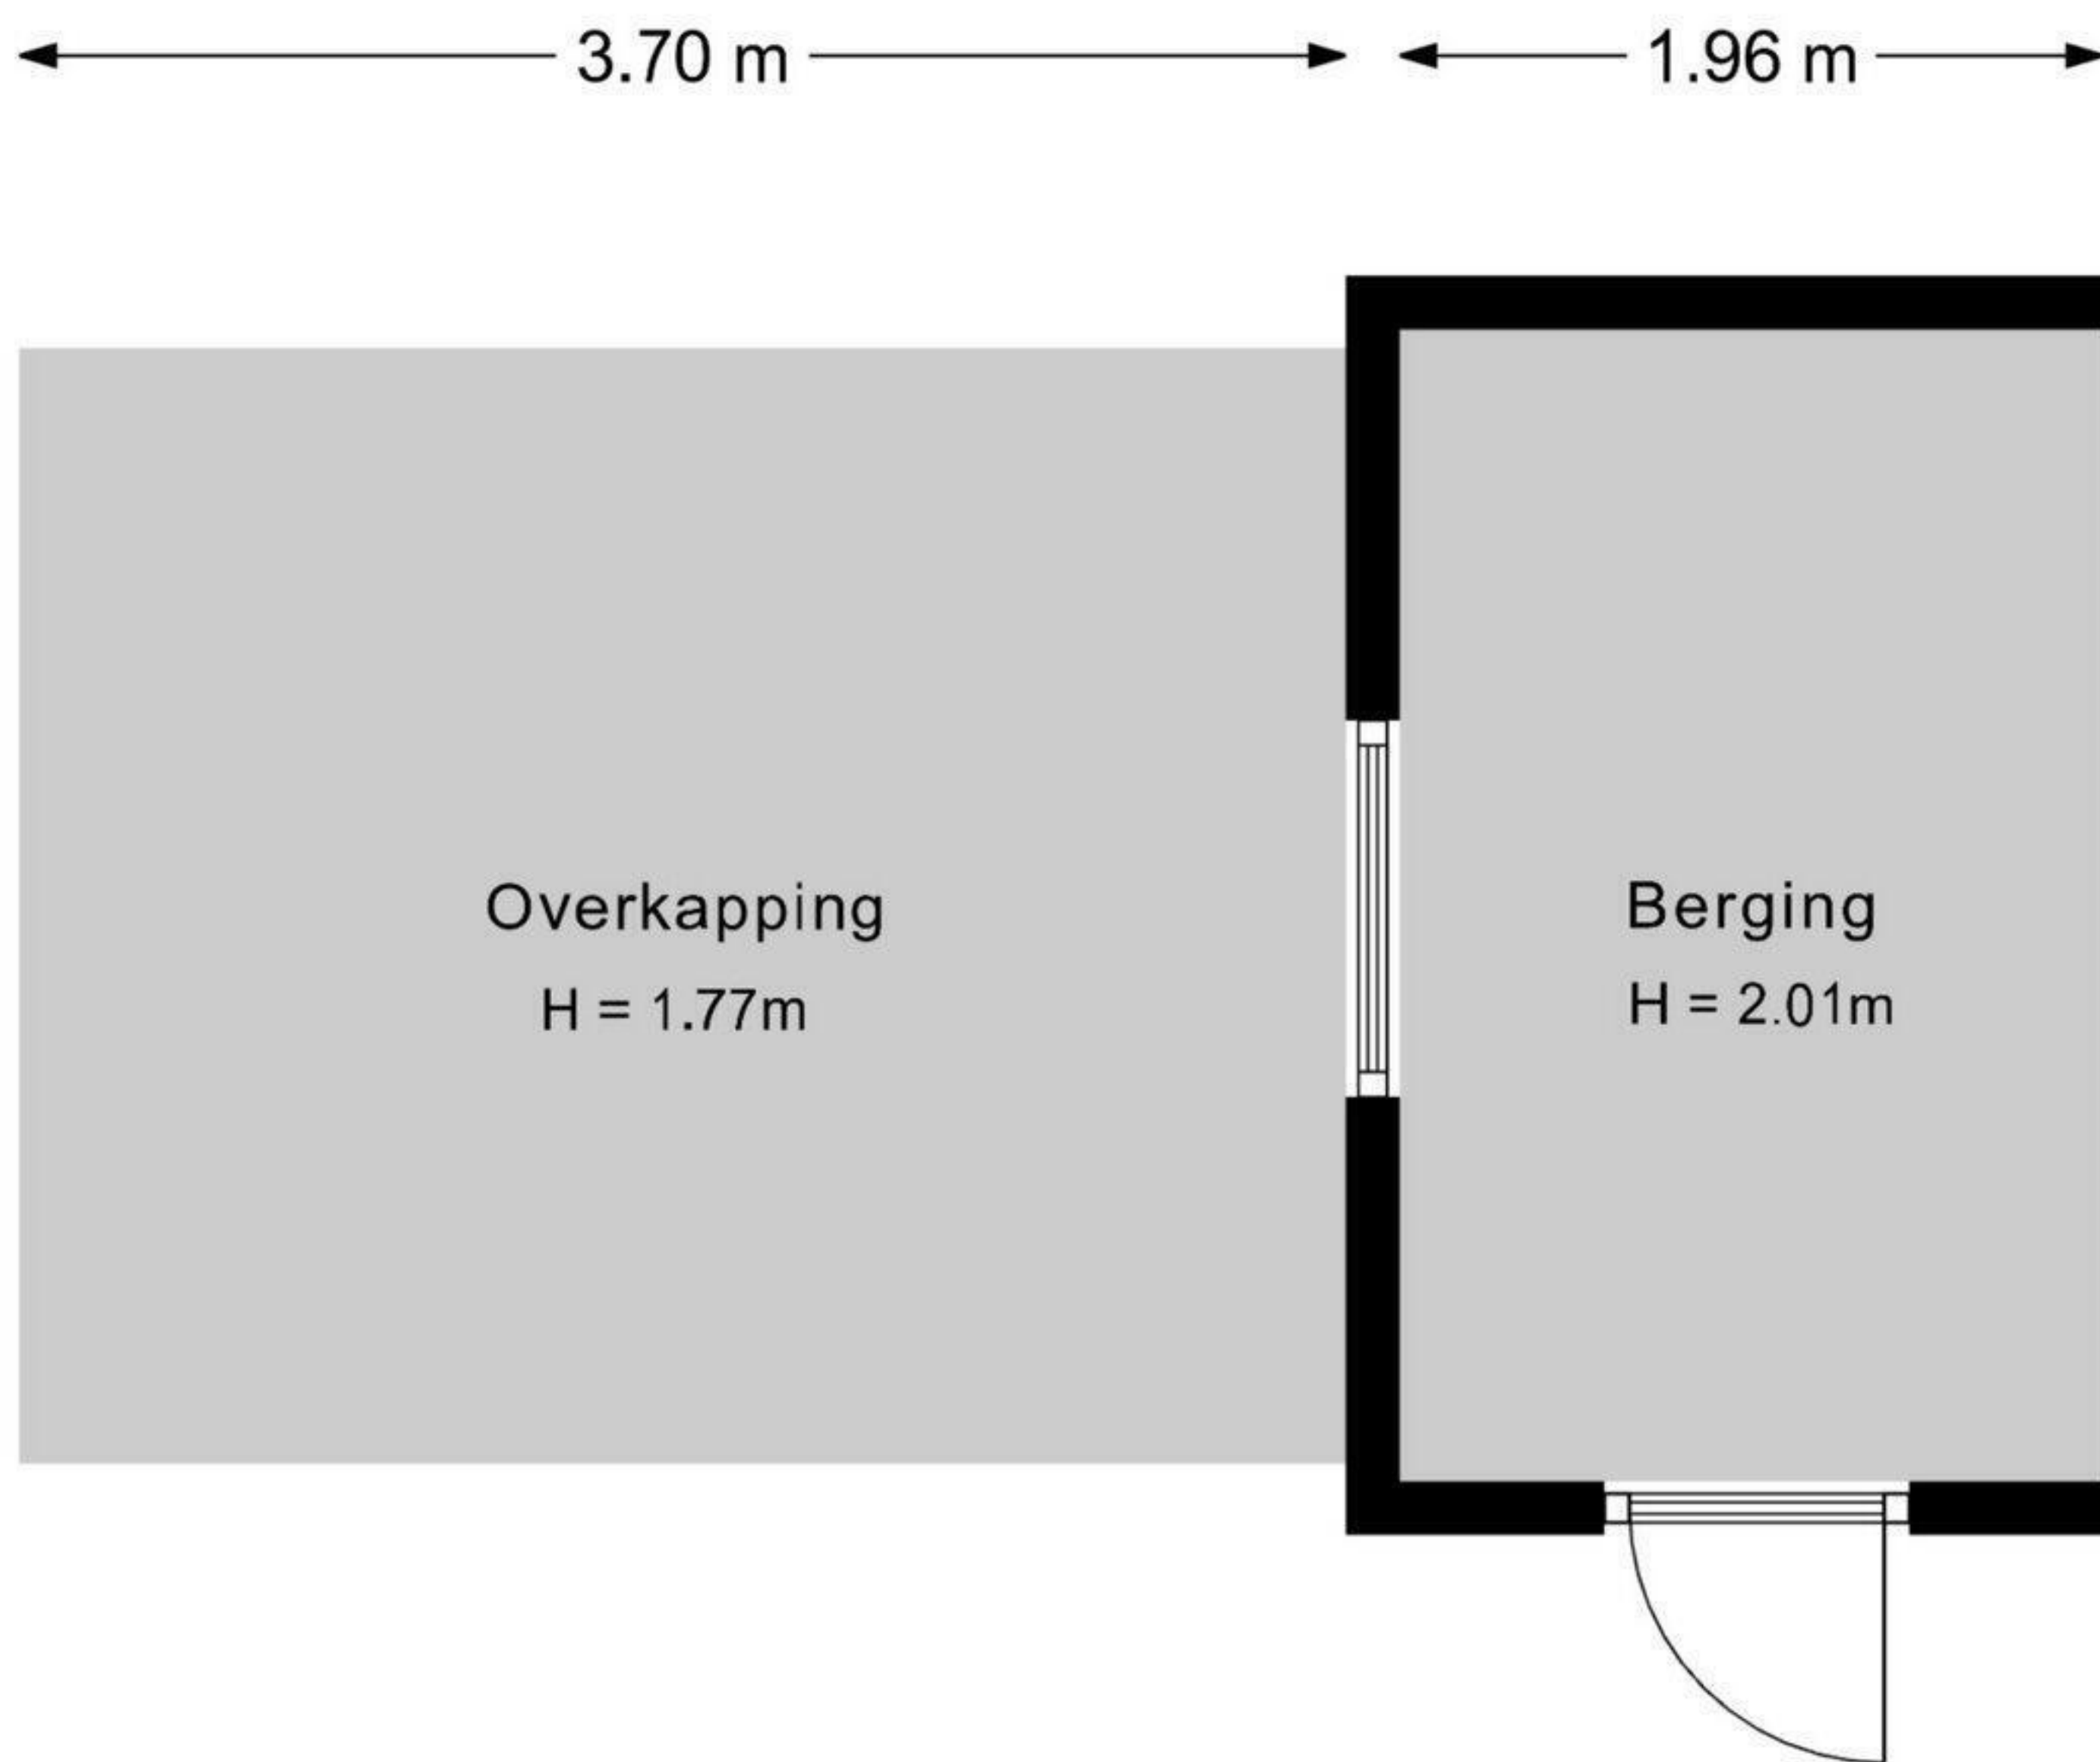 3.70 m 1.96 m
Overkapping
H = 1.77m
Berging
H = 2.01m